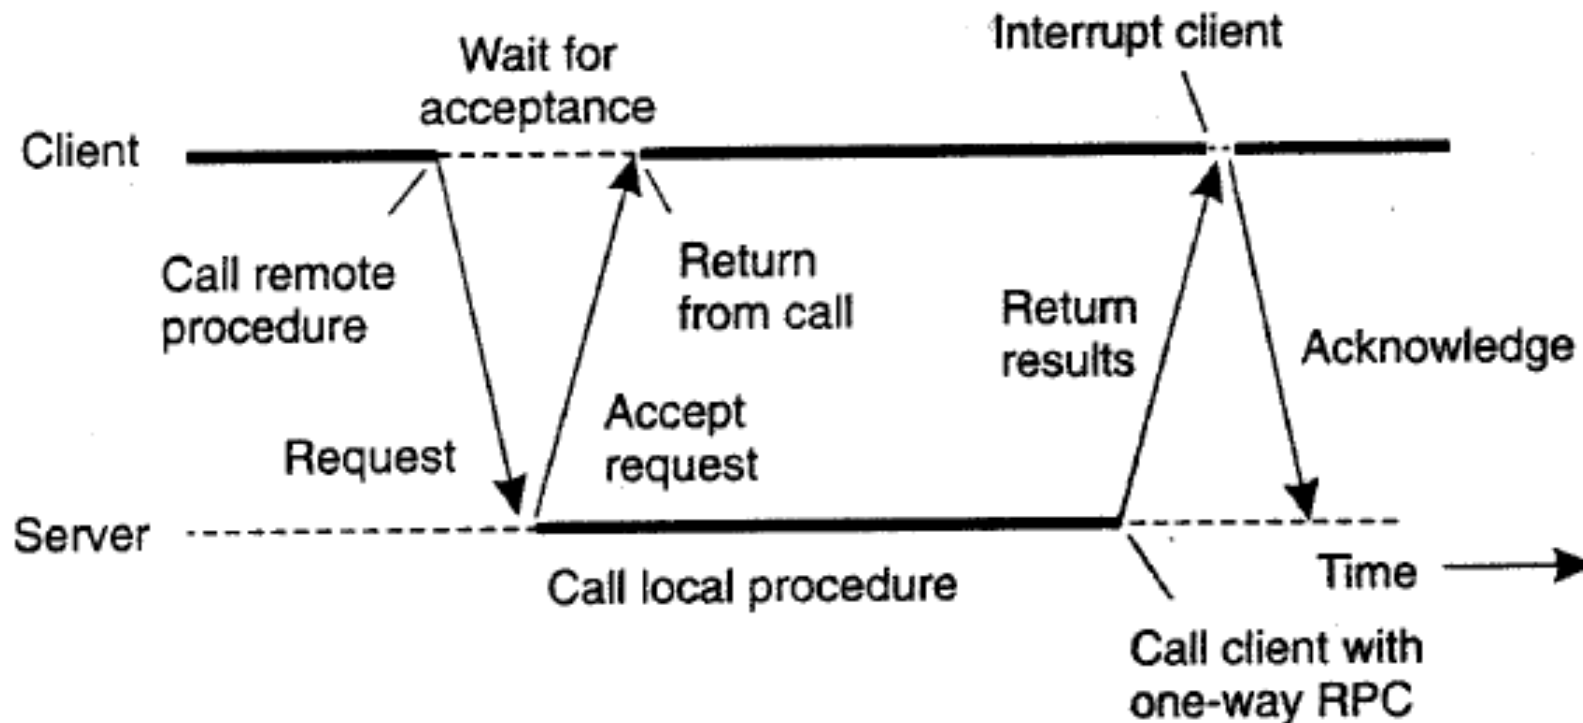 Interrupt client
Wait for
acceptance
Client
Call remote
procedure
Return
from call
Return
results
Acknowledge
Accept
request
Request
Server
Call local procedure
Time
Call client with
one-way RPC